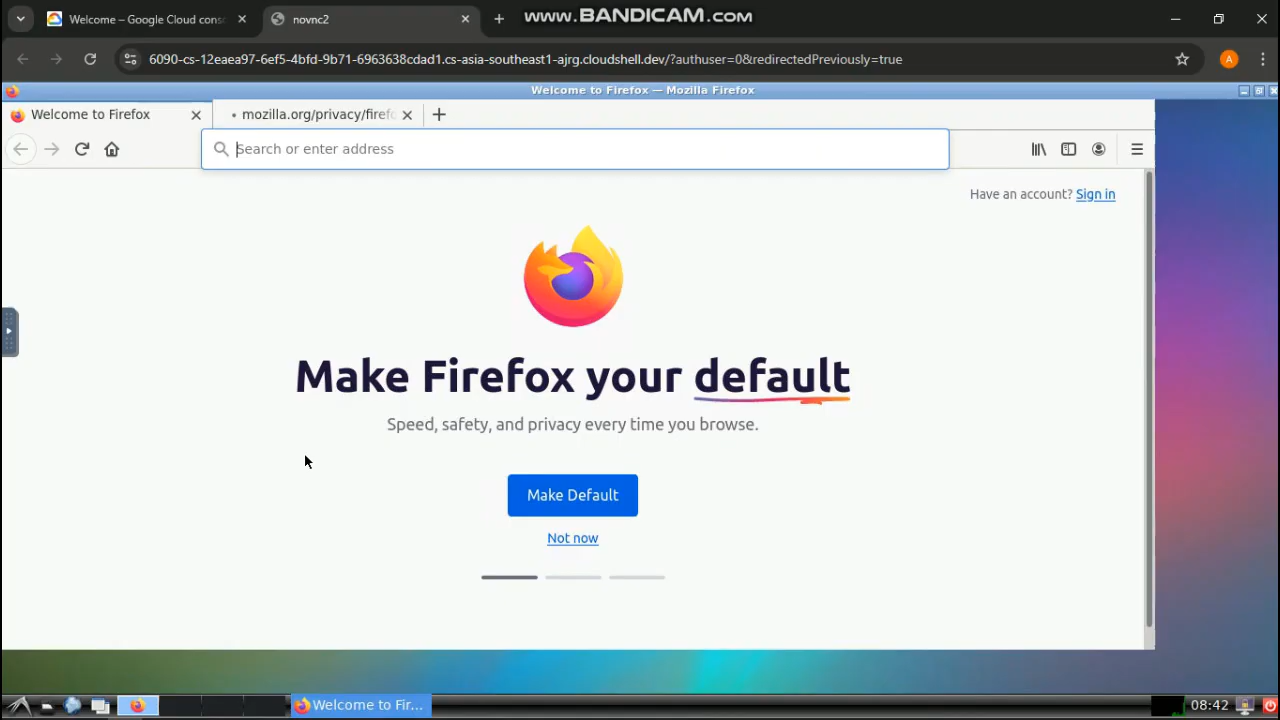 Welcome – Google Cloud cons
novnc2
www.BANDICAM.com
A
6090-cs-12eaea97-6ef5-4bfd-9b71-6963638cdad1.cs-asia-southeast1-ajrg.cloudshell.dev/?authuser=0&redirectedPreviously=true
Welcome to Firefox — Mozilla Firefox
Welcome to Firefox
mozilla.org/privacy/firefo
Search or enter address
Have an account? Sign in
Make Firefox your default
Speed, safety, and privacy every time you browse.
Make Default
Not now
Welcome to Fir...
08:42